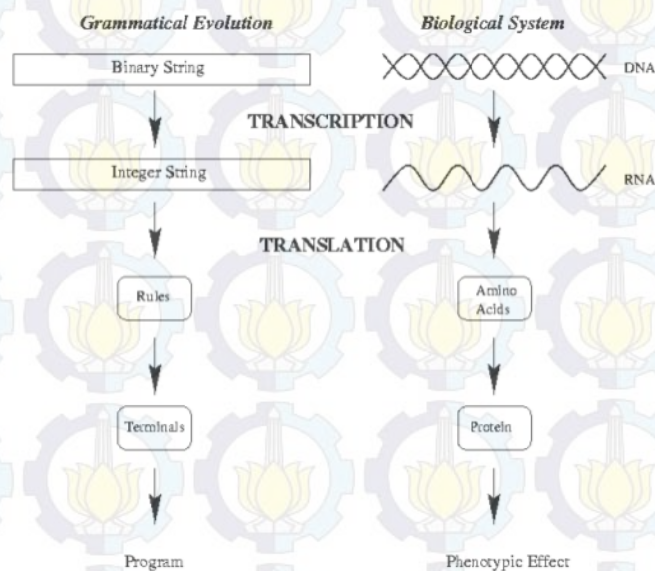 Grammatical Evolution Biological System
Binary String DNA
TRANSCRIPTION
Integer String RNA
TRANSLATION
Rules Amino
Acids
Terminals Protein
Program Phenotypic Effect